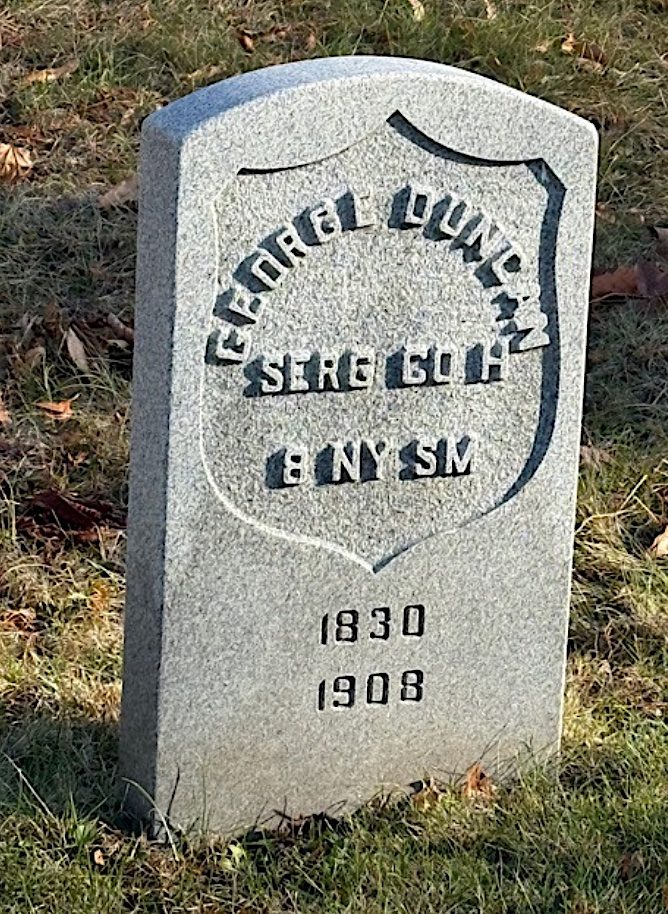 GEORGE DUNCAN
SERG CO H
8 NY SM
1830
1908